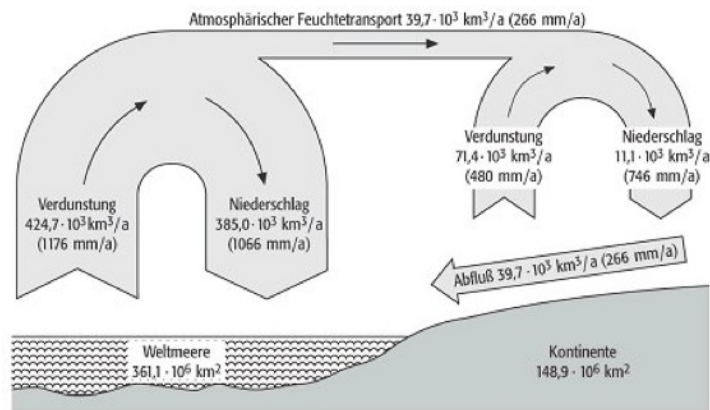 Atmosphärischer Feuchtetransport 39,7·10³ km³/a (266 mm/a)
Verdunstung
71,4·10³ km³/a
(480 mm/a)
Niederschlag
11,1·10³ km³/a
(746 mm/a)
Verdunstung
424,7·10³km³/a
(1176 mm/a)
Niederschlag
385,0·10³ km³/a
(1066 mm/a)
Abfluß 39,7·10³ km³/a (266 mm/a)
Weltmeere
361,1·10⁶ km²
Kontinente
148,9·10⁶ km²